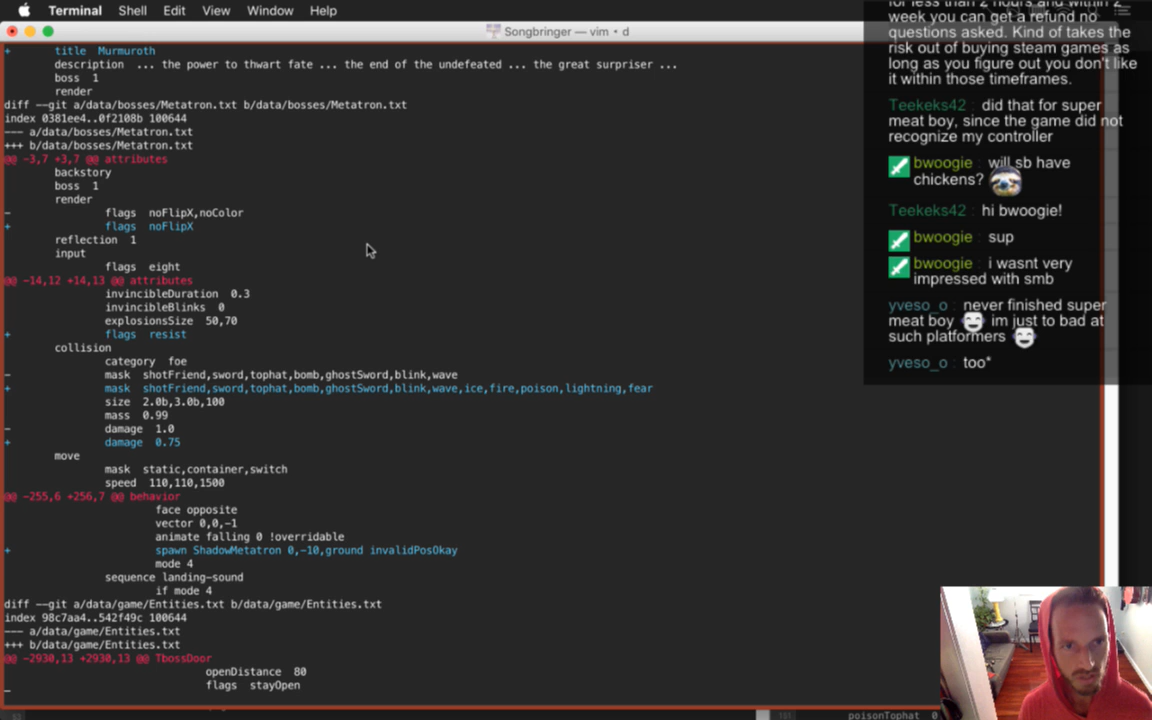 Terminal Shell Edit View Window Help
Songbringer — vim • d
+ title Murmuroth
description ... the power to thwart fate ... the end of the undefeated ... the great surpriser ...
boss 1
render
diff --git a/data/bosses/Metatron.txt b/data/bosses/Metatron.txt
index 0381ee4..0f2108b 100644
--- a/data/bosses/Metatron.txt
+++ b/data/bosses/Metatron.txt
@@ -3,7 +3,7 @@ attributes
backstory
boss 1
render
- flags noFlipX,noColor
+ flags noFlipX
reflection 1
input
flags eight
@@ -14,12 +14,13 @@ attributes
invincibleDuration 0.3
invincibleBlinks 0
explosionsSize 50,70
+ flags resist
collision
category foe
- mask shotFriend,sword,tophat,bomb,ghostSword,blink,wave
+ mask shotFriend,sword,tophat,bomb,ghostSword,blink,wave,ice,fire,poison,lightning,fear
size 2.0b,3.0b,100
mass 0.99
- damage 1.0
+ damage 0.75
move
mask static,container,switch
speed 110,110,1500
@@ -255,6 +256,7 @@ behavior
face opposite
vector 0,0,-1
animate falling 0 !overridable
+ spawn ShadowMetatron 0,-10,ground invalidPosOkay
mode 4
sequence landing-sound
if mode 4
diff --git a/data/game/Entities.txt b/data/game/Entities.txt
index 98c7aa4..542f49c 100644
--- a/data/game/Entities.txt
+++ b/data/game/Entities.txt
@@ -2930,13 +2930,13 @@ TbossDoor
openDistance 80
flags stayOpen
for less than 2 hours and within 2
week you can get a refund no
questions asked. Kind of takes the
risk out of buying steam games as
long as you figure out you don't like
it within those timeframes.
Teekeks42 : did that for super
meat boy, since the game did not
recognize my controller
bwoogie : will sb have
chickens?
Teekeks42 : hi bwoogie!
bwoogie : sup
bwoogie : i wasnt very
impressed with smb
yveso_o : never finished super
meat boy im just to bad at
such platformers
yveso_o : too*
poisonTophat 0